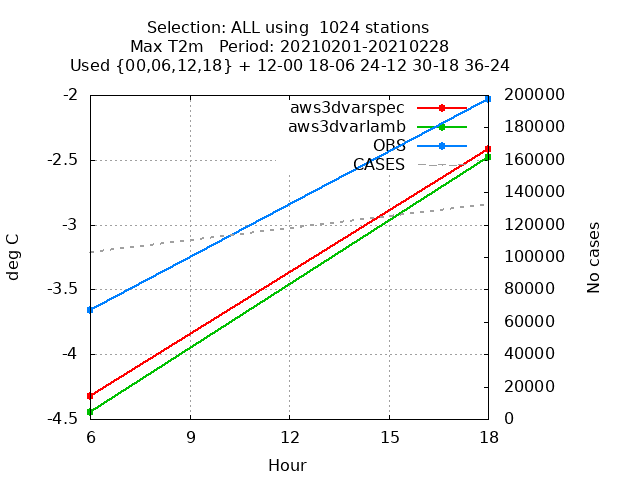 Selection: ALL using  1024 stations
Max T2m   Period: 20210201-20210228
Used {00,06,12,18} + 12-00 18-06 24-12 30-18 36-24
aws3dvarspec
aws3dvarlamb
OBS
CASES
-2
-2.5
-3
-3.5
-4
-4.5
deg C
200000
180000
160000
140000
120000
100000
80000
60000
40000
20000
0
No cases
6 9 12 15 18
Hour